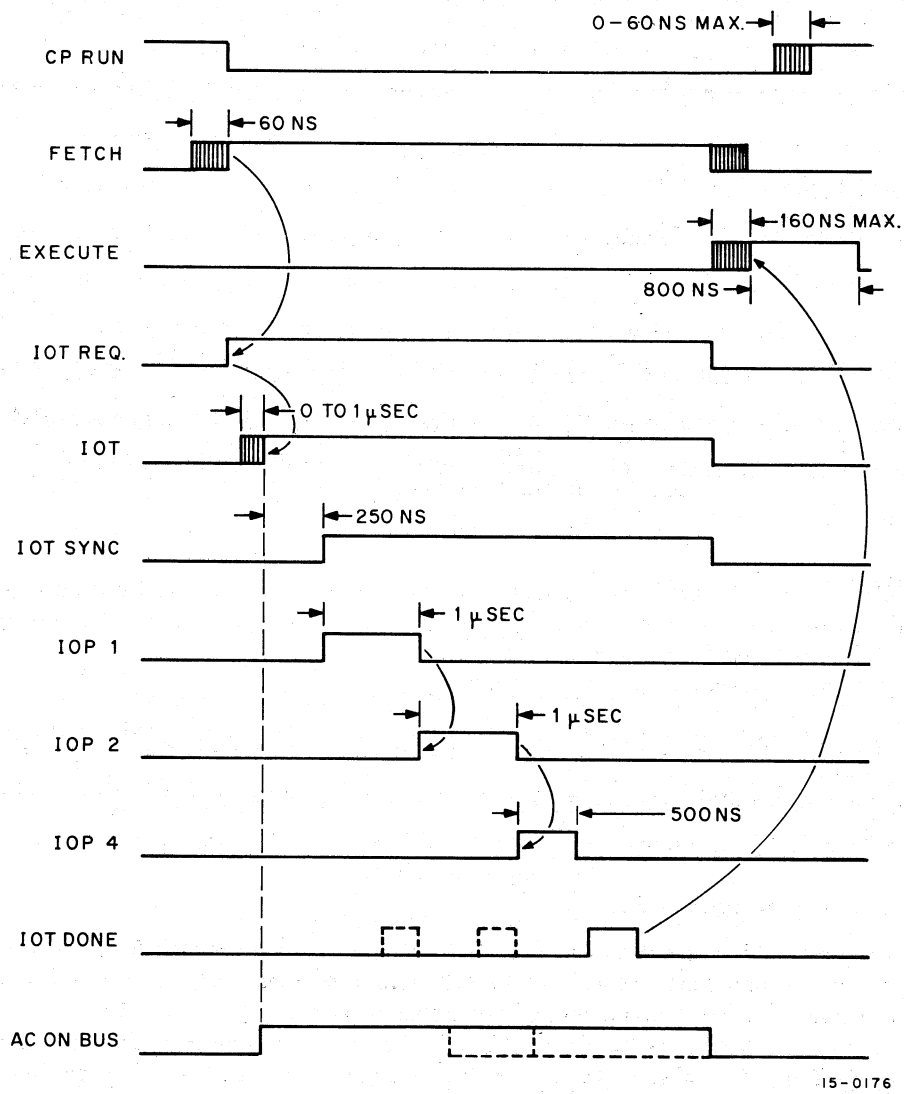 0-60 NS MAX.
CP RUN
60 NS
FETCH
160 NS MAX.
EXECUTE
800 NS
IOT REQ.
0 TO 1 μSEC
IOT
250 NS
IOT SYNC
1 μSEC
IOP 1
1 μSEC
IOP 2
500 NS
IOP 4
IOT DONE
AC ON BUS
15-0176